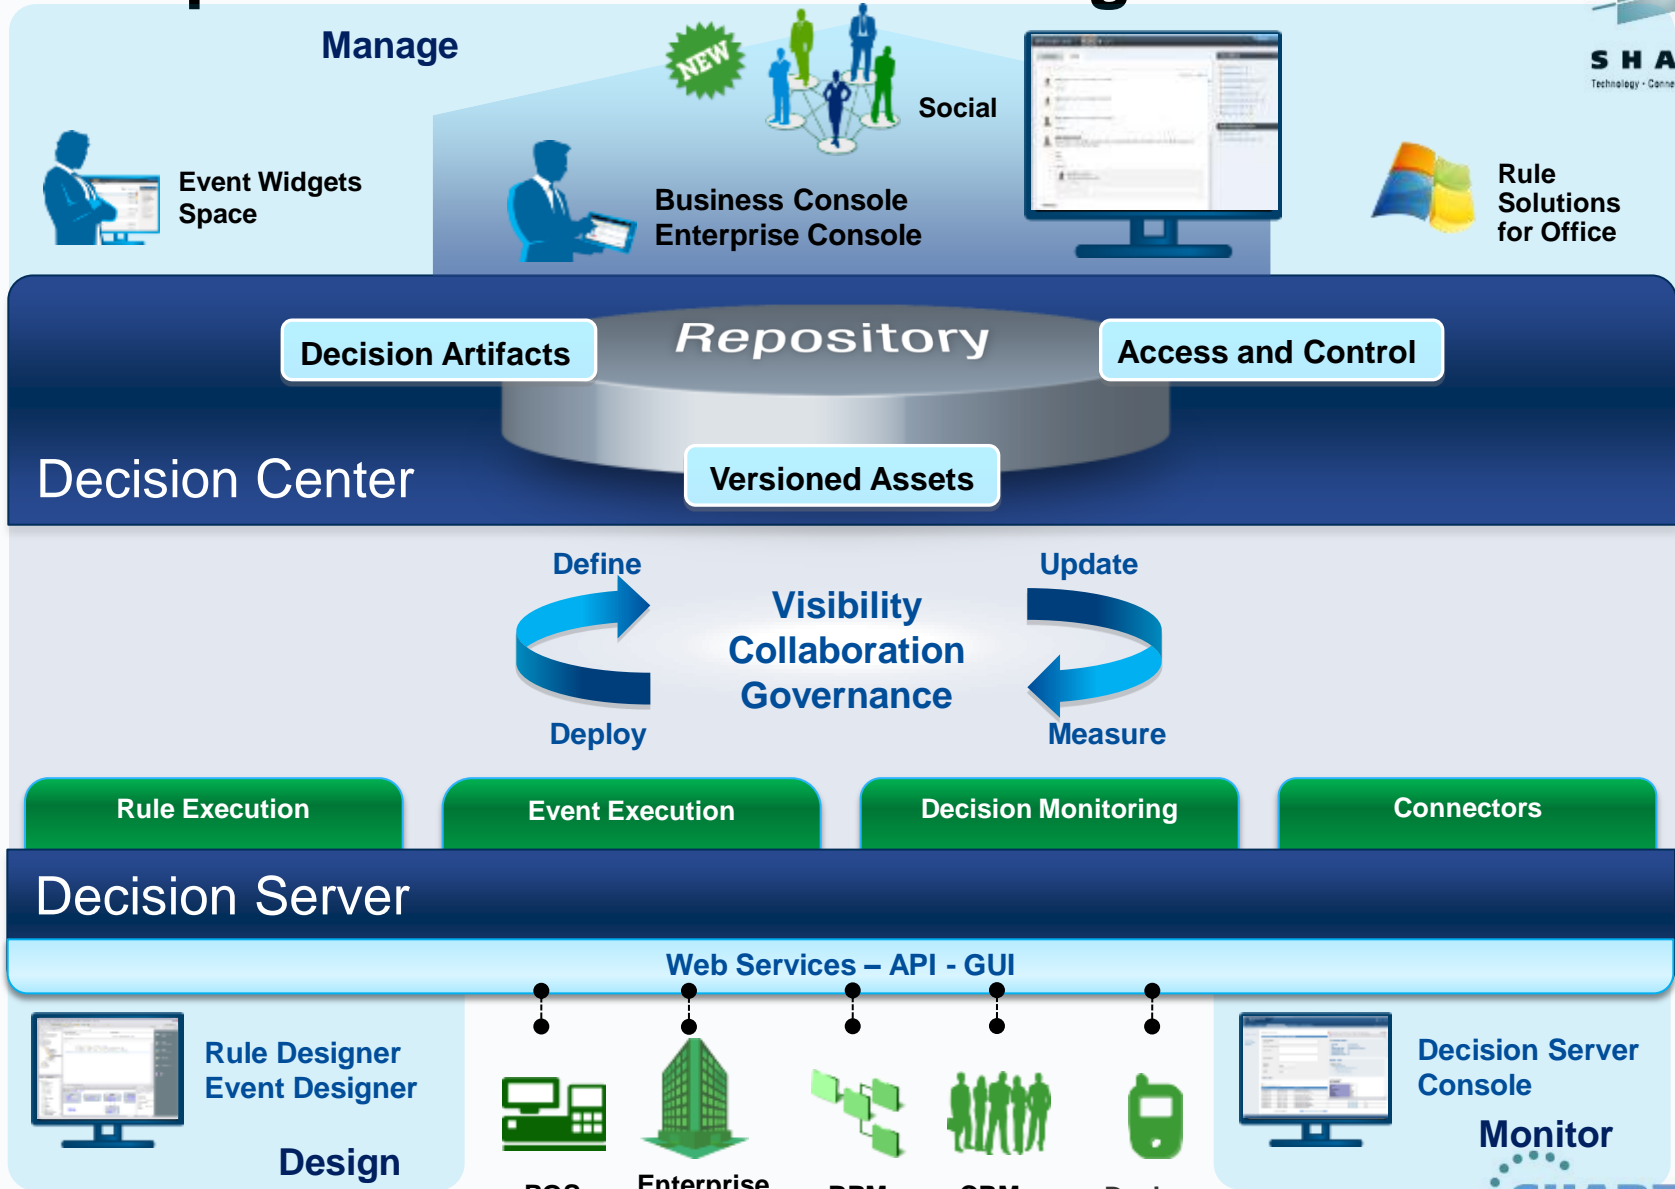 Manage
NEW
Social
S H A
Technology · Conne
Event Widgets
Space
Business Console
Enterprise Console
Rule
Solutions
for Office
Repository
Decision Artifacts
Access and Control
Versioned Assets
Decision Center
Define
Update
Visibility
Collaboration
Governance
Deploy
Measure
Rule Execution
Event Execution
Decision Monitoring
Connectors
Decision Server
Web Services – API - GUI
Rule Designer
Event Designer
Design
Decision Server
Console
Monitor
Enterprise